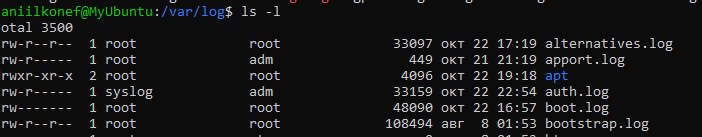 aniilkonef@MyUbuntu:/var/log$ ls -l
otal 3500
rw-r--r-- 1 root root 33097 окт 22 17:19 alternatives.log
rw-r----- 1 root adm 449 окт 21 21:19 apport.log
rwxr-xr-x 2 root root 4096 окт 22 19:18 apt
rw-r----- 1 syslog adm 33159 окт 22 22:54 auth.log
rw------- 1 root root 48090 окт 22 16:57 boot.log
rw-r--r-- 1 root root 108494 авг 8 01:53 bootstrap.log